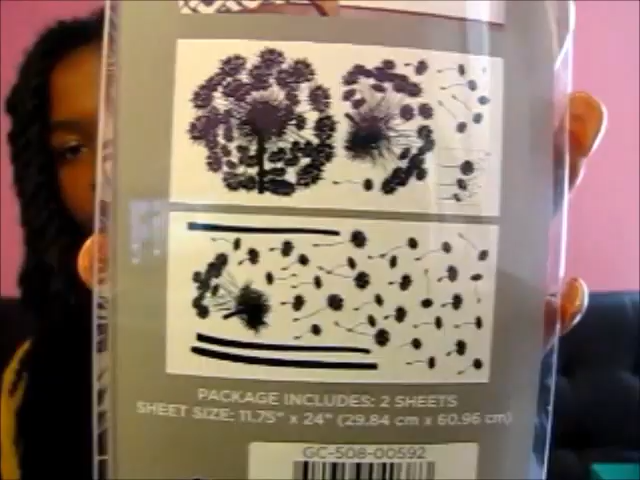 PACKAGE INCLUDES: 2 SHEETS
SHEET SIZE: 11.75" x 24" (29.84 cm x 60.96 cm)
GC-508-00592